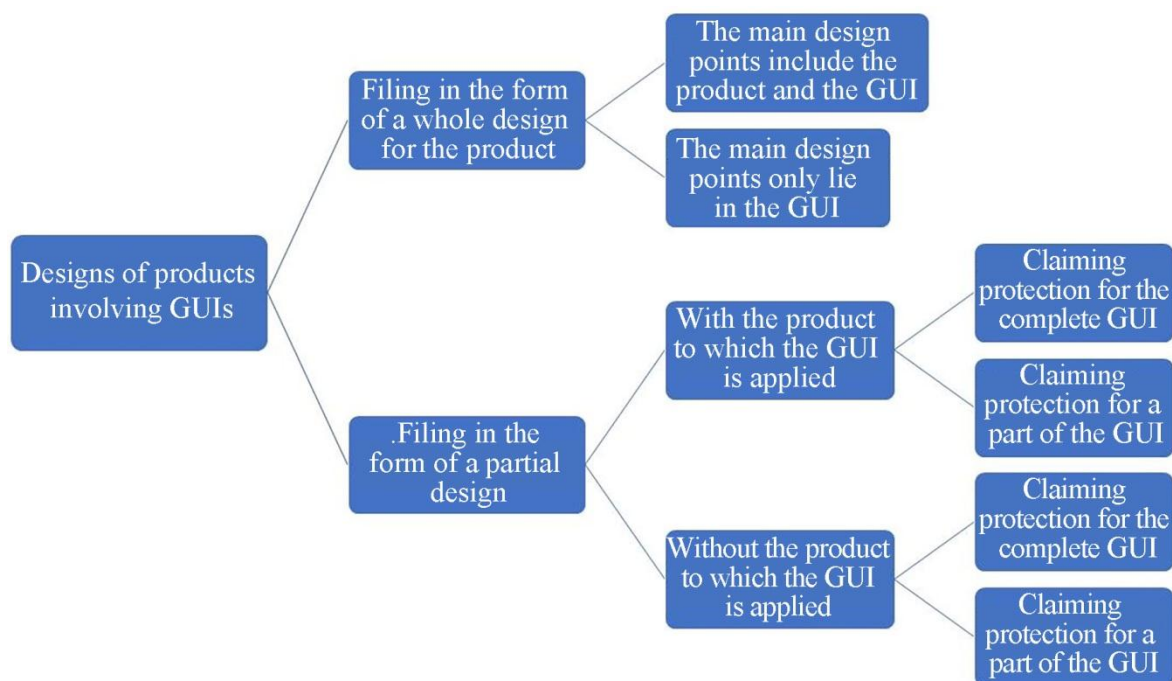 Designs of products
involving GUIs
Filing in the form
of a whole design
for the product
The main design
points include the
product and the GUI
The main design
points only lie
in the GUI
.Filing in the
form of a partial
design
With the product
to which the GUI
is applied
Claiming
protection for the
complete GUI
Claiming
protection for a
part of the GUI
Without the product
to which the GUI
is applied
Claiming
protection for the
complete GUI
Claiming
protection for a
part of the GUI